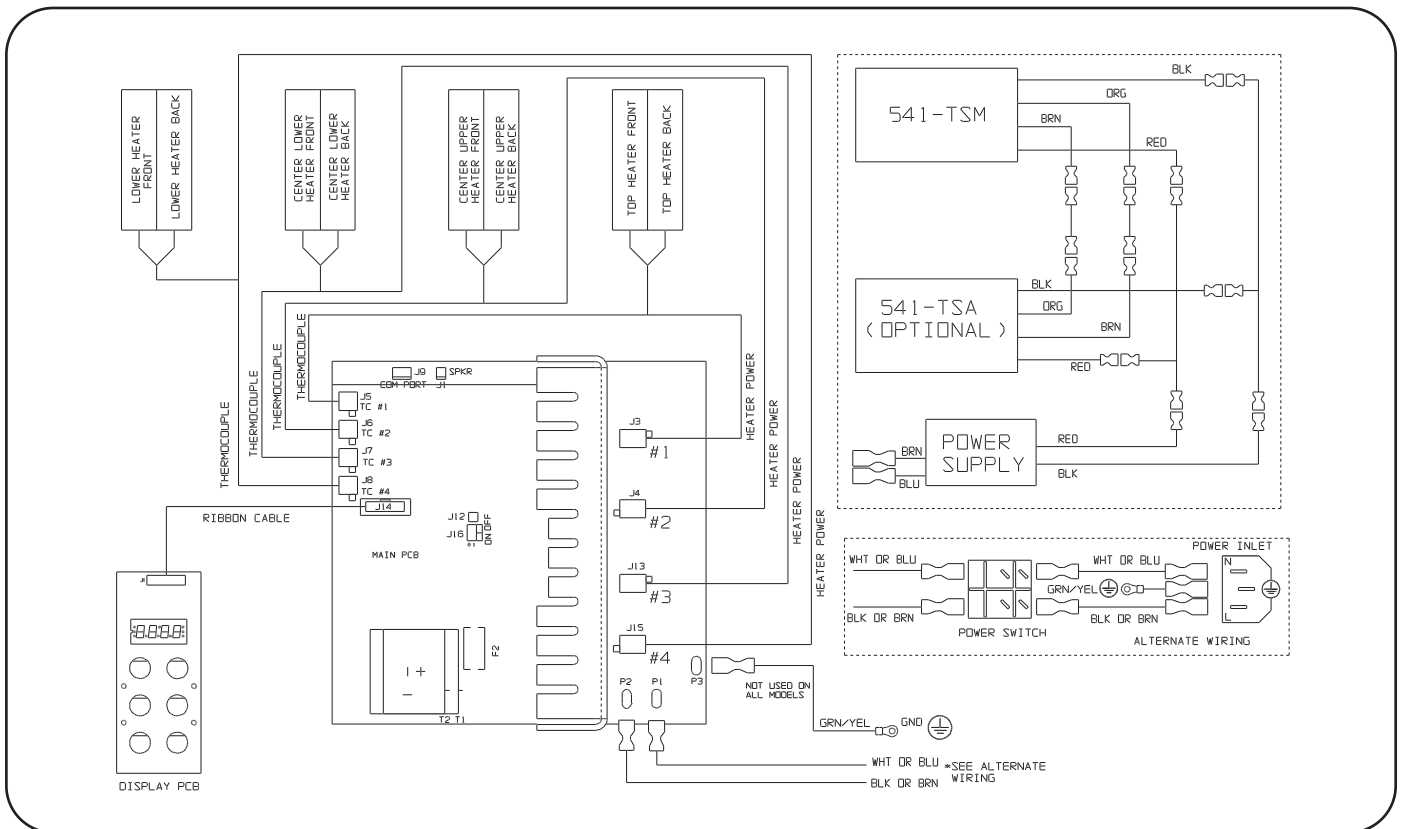 LOWER HEATER
FRONT
LOWER HEATER BACK
CENTER LOWER
HEATER FRONT
CENTER LOWER
HEATER BACK
CENTER UPPER
HEATER FRONT
CENTER UPPER
HEATER BACK
TOP HEATER FRONT
TOP HEATER BACK
THERMOCOUPLE
THERMOCOUPLE
THERMOCOUPLE
THERMOCOUPLE
J9
COM PORT
SPKR
J1
J5
TC #1
J6
TC #2
J7
TC #3
J8
TC #4
J14
RIBBON CABLE
J12
J16
ON OFF
0 1
MAIN PCB
F2
T2 T1
J3
#1
J4
#2
J13
#3
J15
#4
P3
P2
P1
HEATER POWER
HEATER POWER
HEATER POWER
HEATER POWER
J1
8.8.8.8.
DISPLAY PCB
NOT USED ON
ALL MODELS
GRN/YEL
GND
WHT OR BLU
BLK OR BRN
*SEE ALTERNATE
WIRING
541-TSM
BLK
ORG
BRN
RED
541-TSA
(OPTIONAL)
BLK
ORG
BRN
RED
POWER
SUPPLY
BRN
BLU
RED
BLK
POWER INLET
WHT OR BLU
WHT OR BLU
N
GRN/YEL
BLK OR BRN
BLK OR BRN
L
POWER SWITCH
ALTERNATE WIRING